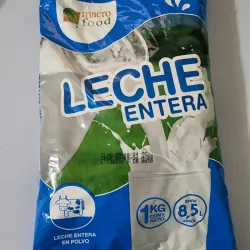 macro
food
LECHE
ENTERA
1KG
8,5L
LECHE ENTERA
EN POLVO